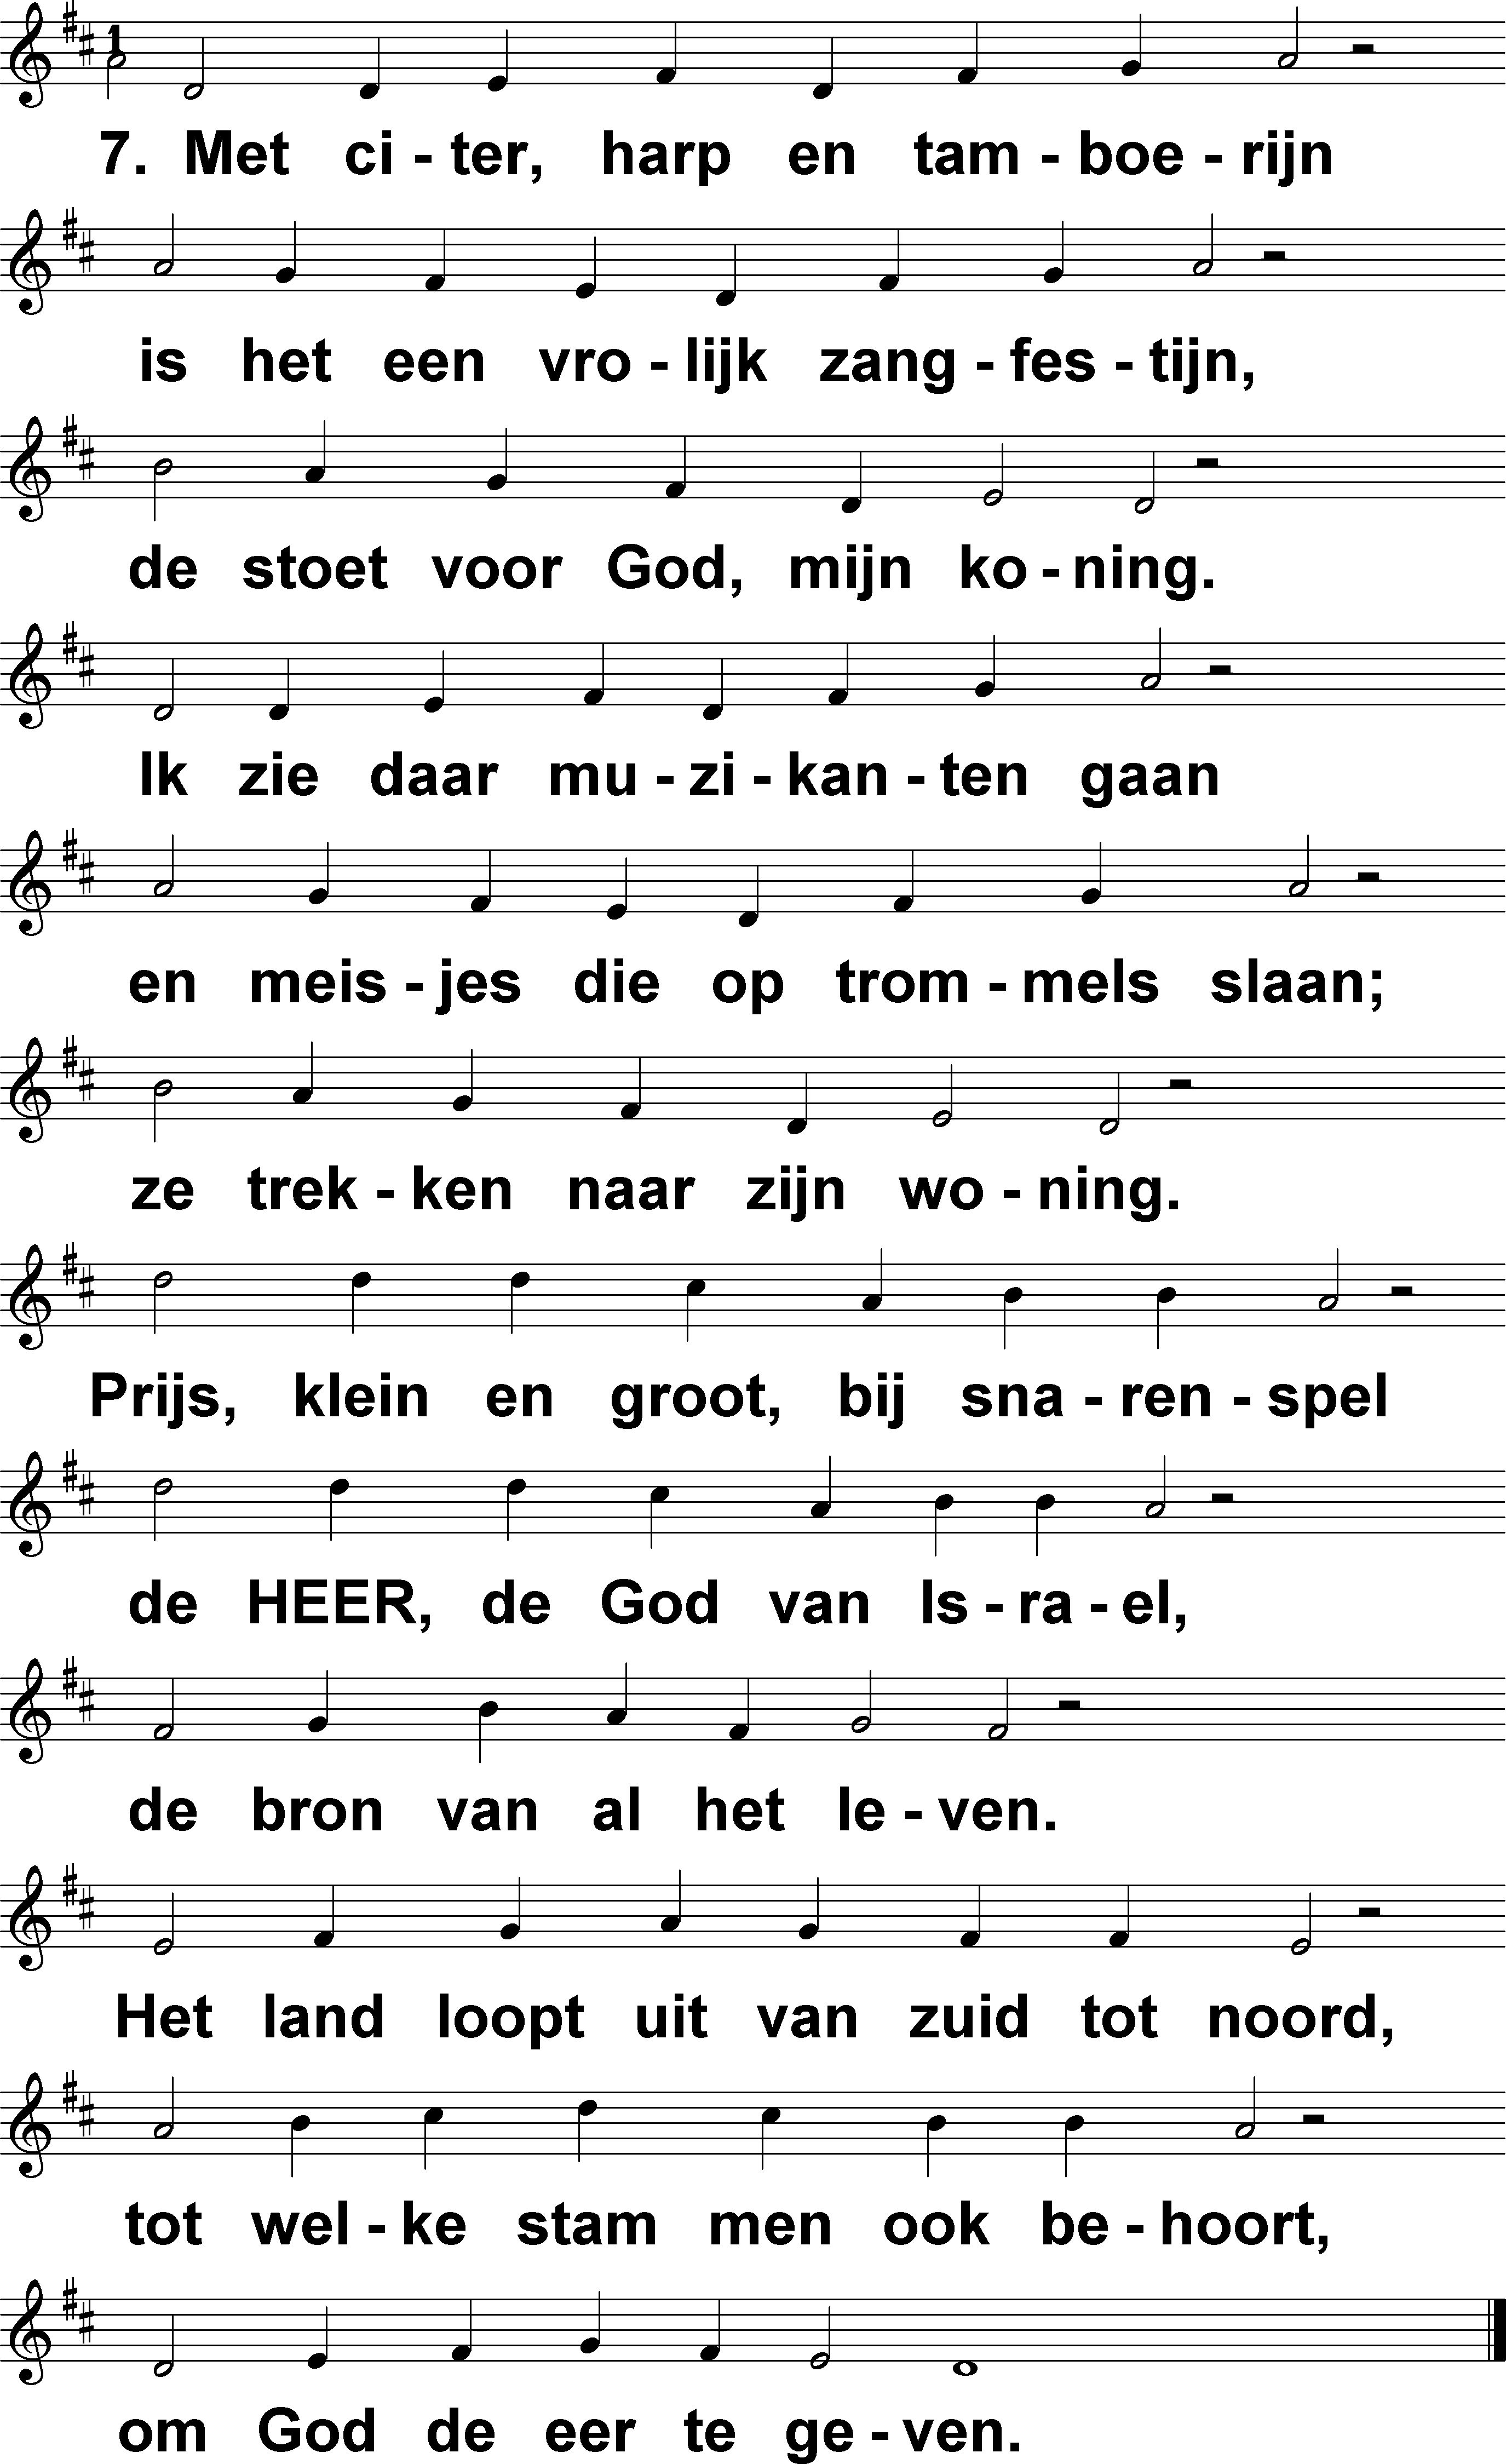 1
7. Met ci - ter, harp en tam - boe - rijn
is het een vro - lijk zang - fes - tijn,
de stoet voor God, mijn ko - ning.
Ik zie daar mu - zi - kan - ten gaan
en meis - jes die op trom - mels slaan;
ze trek - ken naar zijn wo - ning.
Prijs, klein en groot, bij sna - ren - spel
de HEER, de God van Is - ra - el,
de bron van al het le - ven.
Het land loopt uit van zuid tot noord,
tot wel - ke stam men ook be - hoort,
om God de eer te ge - ven.